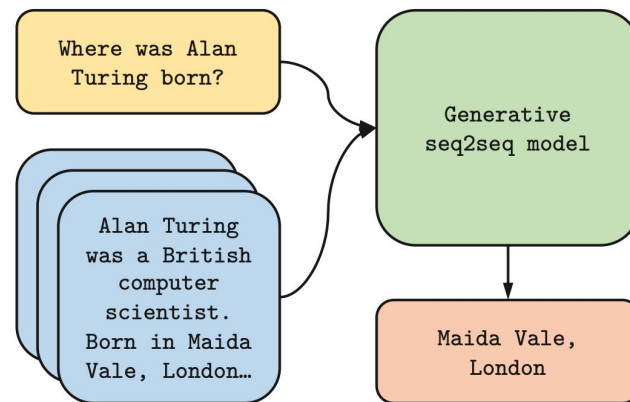 Where was Alan
Turing born?
Alan Turing
was a British
computer
scientist.
Born in Maida
Vale, London…
Generative
seq2seq model
Maida Vale,
London